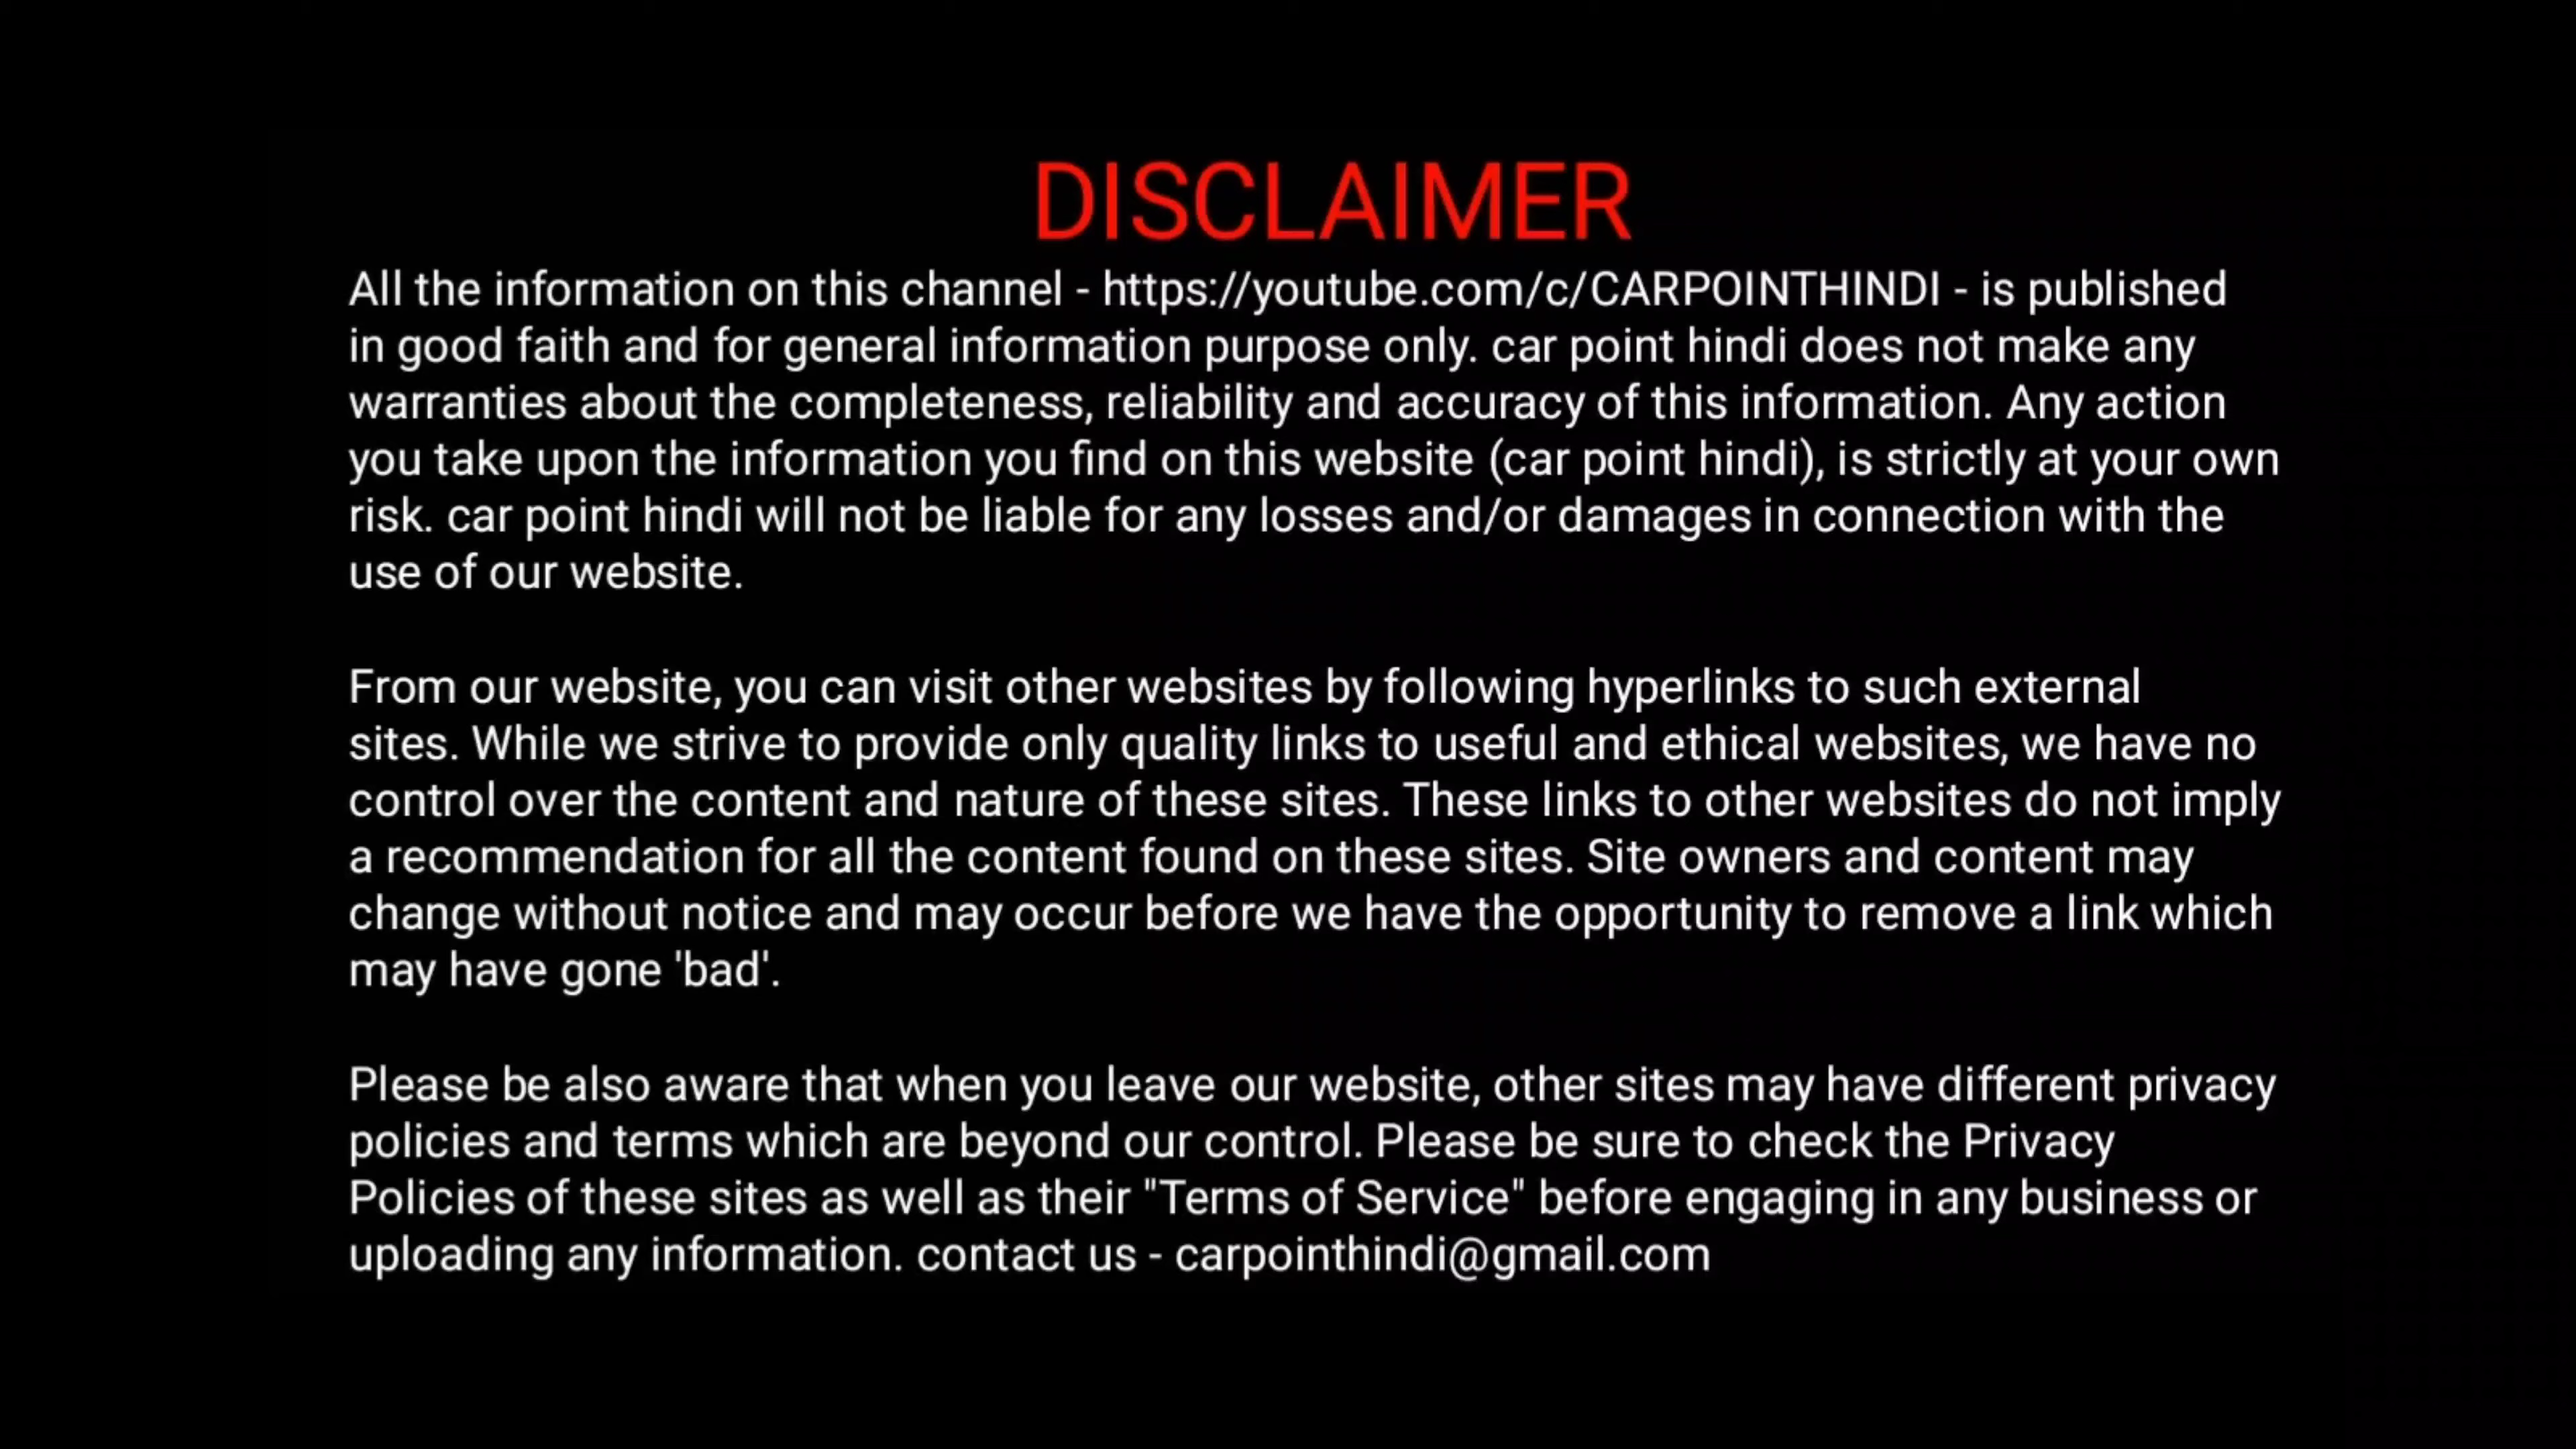 DISCLAIMER
All the information on this channel - https://youtube.com/c/CARPOINTHINDI - is published
in good faith and for general information purpose only. car point hindi does not make any
warranties about the completeness, reliability and accuracy of this information. Any action
you take upon the information you find on this website (car point hindi), is strictly at your own
risk. car point hindi will not be liable for any losses and/or damages in connection with the
use of our website.
From our website, you can visit other websites by following hyperlinks to such external
sites. While we strive to provide only quality links to useful and ethical websites, we have no
control over the content and nature of these sites. These links to other websites do not imply
a recommendation for all the content found on these sites. Site owners and content may
change without notice and may occur before we have the opportunity to remove a link which
may have gone 'bad'.
Please be also aware that when you leave our website, other sites may have different privacy
policies and terms which are beyond our control. Please be sure to check the Privacy
Policies of these sites as well as their "Terms of Service" before engaging in any business or
uploading any information. contact us - carpointhindi@gmail.com